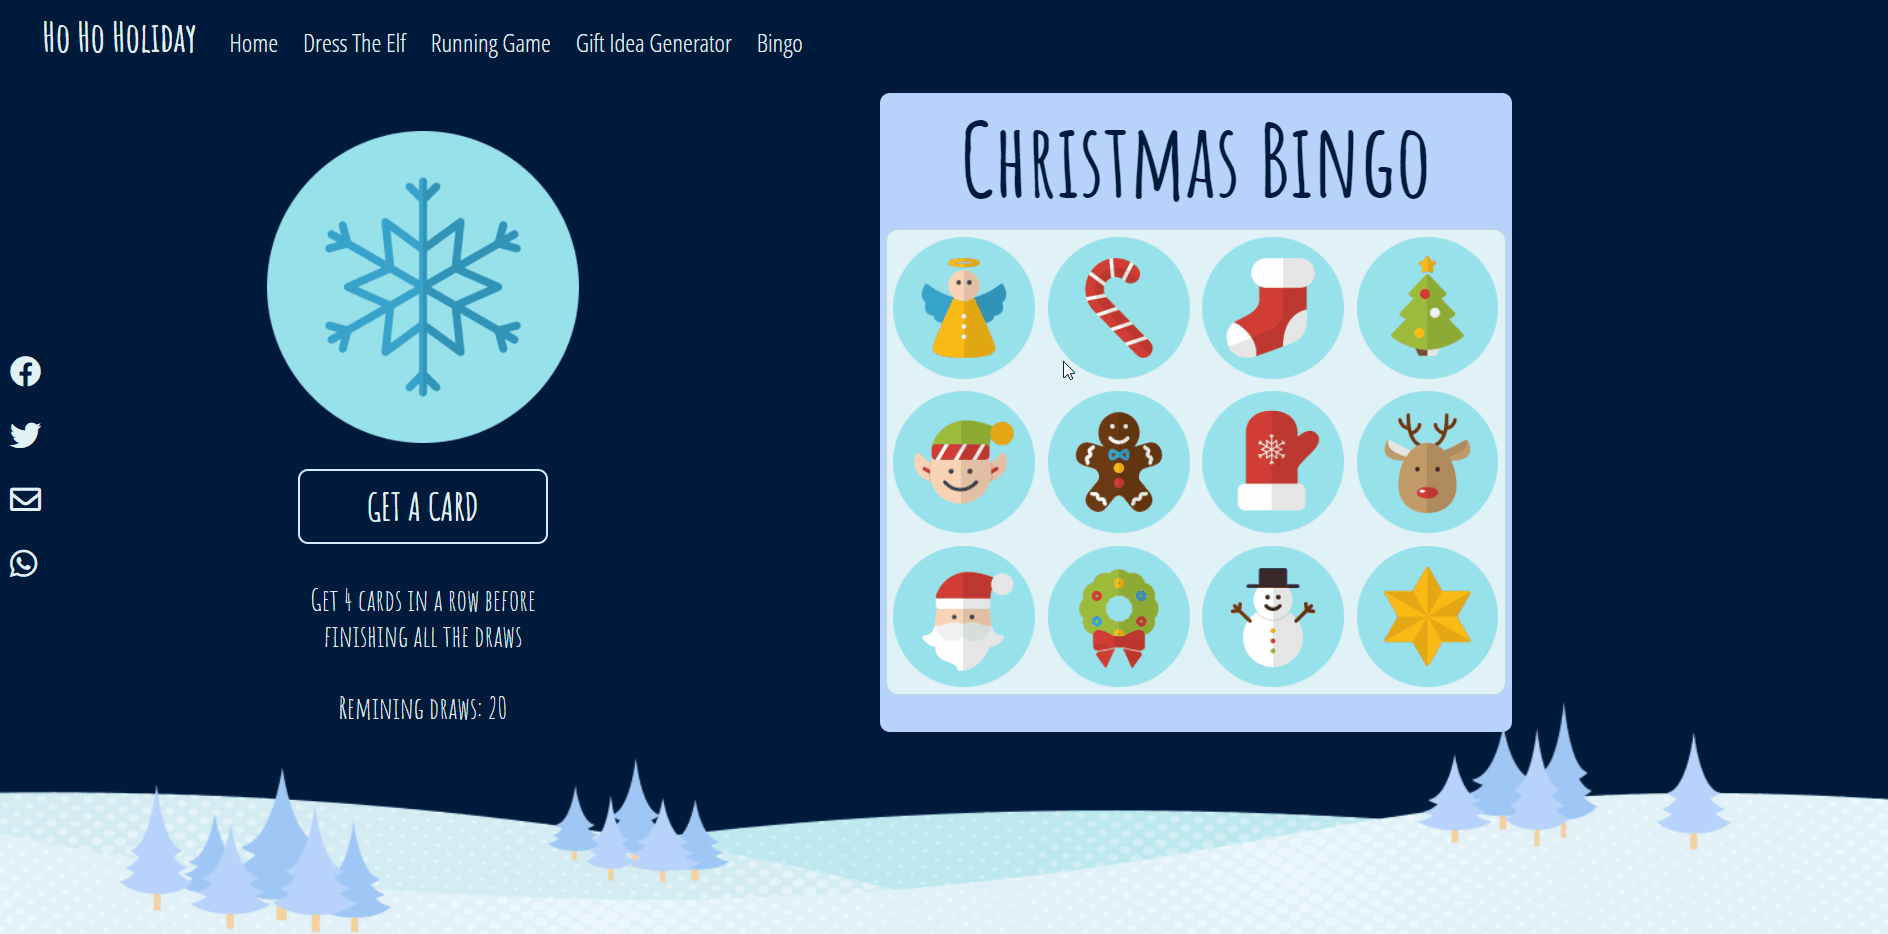 Ho Ho Holiday
Home Dress The Elf Running Game Gift Idea Generator Bingo
Christmas Bingo
GET A CARD
Get 4 cards in a row before
finishing all the draws
Remining draws: 20